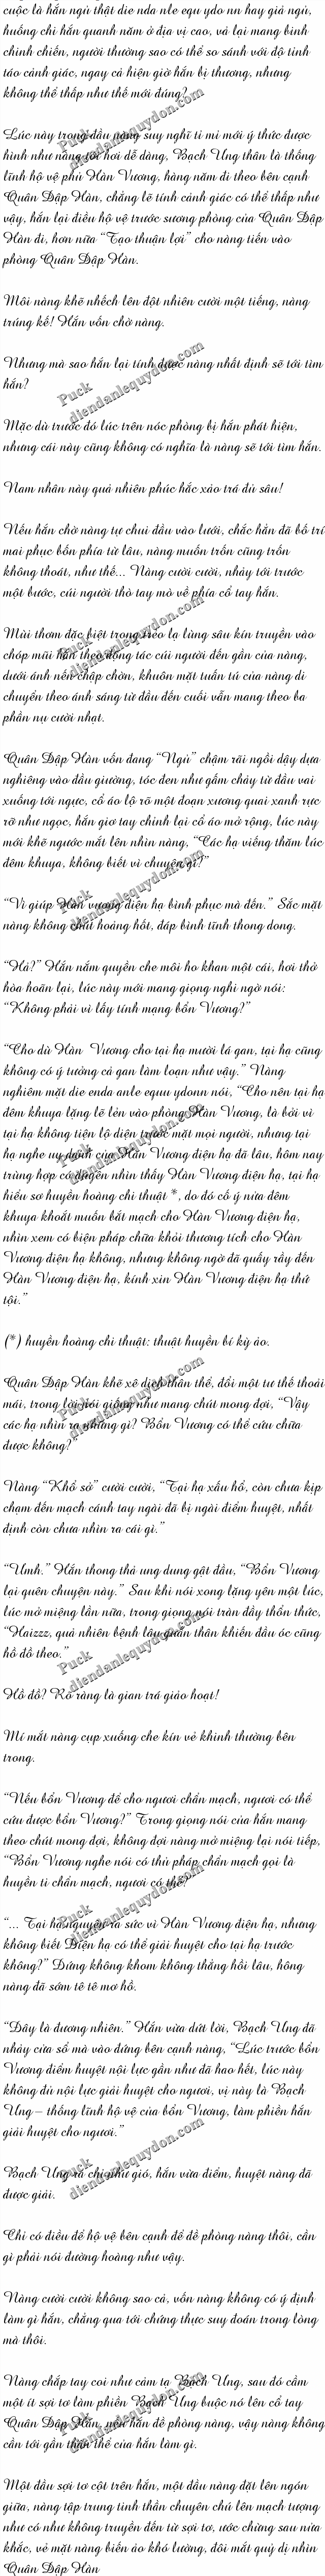 cuộc là hắn ngủ thật die nda nle equ ydo nn hay giả ngủ,
huống chi hắn quanh năm ở địa vị cao, vả lại mang binh
chinh chiến, người thường sao có thể so sánh với độ tỉnh
táo cảnh giác, ngay cả hiện giờ hắn bị thương, nhưng
không thể thấp như thế mới đúng?
Lúc này trong đầu nàng suy nghĩ tỉ mỉ mới ý thức được
hình như nàng tới hơi dễ dàng, Bạch Ưng thân là thống
lĩnh hộ vệ phủ Hàn Vương, hàng năm đi theo bên cạnh
Quân Dập Hàn, chẳng lẽ tính cảnh giác có thể thấp như
vậy, hắn lại điều hộ vệ trước sương phòng của Quân Dập
Hàn đi, hơn nữa “Tạo thuận lợi” cho nàng tiến vào
phòng Quân Dập Hàn.
Môi nàng khẽ nhếch lên đột nhiên cười một tiếng, nàng
trúng kế! Hắn vốn chờ nàng.
Nhưng mà sao hắn lại tính được nàng nhất định sẽ tới tìm
hắn?
Mặc dù trước đó lúc trên nóc phòng bị hắn phát hiện,
nhưng cái này cũng không có nghĩa là nàng sẽ tới tìm hắn.
Nam nhân này quả nhiên phúc hắc xảo trá đủ sâu!
Nếu hắn chờ nàng tự chui đầu vào lưới, chắc hẳn đã bố trí
mai phục bốn phía từ lâu, nàng muốn trốn cũng trốn
không thoát, như thế... Nàng cười cười, nhảy tới trước
một bước, cúi người thò tay mò về phía cổ tay hắn.
Mùi thơm đặc biệt trong trẻo lạ lùng sâu kín truyền vào
chóp mũi hắn theo động tác cúi người đến gần của nàng,
dưới ánh nến chập chờn, khuôn mặt tuấn tú của nàng di
chuyển theo ánh sáng từ đầu đến cuối vẫn mang theo ba
phần nụ cười nhạt.
Quân Dập Hàn vốn đang “Ngủ” chậm rãi ngồi dậy dựa
nghiêng vào đầu giường, tóc đen như gấm chảy từ đầu vai
xuống tới ngực, cổ áo lộ rõ một đoạn xương quai xanh rực
rỡ như ngọc, hắn giơ tay chỉnh lại cổ áo mở rộng, lúc này
mới khẽ ngước mắt lên nhìn nàng, “Các hạ viếng thăm lúc
đêm khuya, không biết vì chuyện gì?”
“Vì giúp Hàn vương điện hạ bình phục mà đến.” Sắc mặt
nàng không chút hoảng hốt, đáp bình tĩnh thong dong.
“Hả?” Hắn nắm quyền che môi ho khan một cái, hơi thở
hòa hoãn lại, lúc này mới mang giọng nghi ngờ nói:
“Không phải vì lấy tính mạng bổn Vương?”
“Cho dù Hàn Vương cho tại hạ mười lá gan, tại hạ cũng
không có ý tưởng cả gan làm loạn như vậy.” Nàng
nghiêm mặt die enda anle equu ydonn nói, “Cho nên tại hạ
đêm khuya lặng lẽ lẻn vào phòng Hàn Vương, là bởi vì
tại hạ không tiện lộ diện trước mặt mọi người, nhưng tại
hạ nghe uy danh của Hàn Vương điện hạ đã lâu, hôm nay
trùng hợp có duyên nhìn thấy Hàn Vương điện hạ, tại hạ
hiểu sơ huyền hoàng chi thuật *, do đó cố ý nửa đêm
khuya khoắt muốn bắt mạch cho Hàn Vương điện hạ,
nhìn xem có biện pháp chữa khỏi thương tích cho Hàn
Vương điện hạ không, nhưng không ngờ đã quấy rầy đến
Hàn Vương điện hạ, kính xin Hàn Vương điện hạ thứ
tội.”
(*) huyền hoàng chi thuật: thuật huyền bí kỳ ảo.
Quân Dập Hàn khẽ xê dịch thân thể, đổi một tư thế thoải
mái, trong lời nói giống như mang chút mong đợi, “Vậy
các hạ nhìn ra những gì? Bổn Vương có thể cứu chữa
được không?”
Nàng “Khổ sở” cười cười, “Tại hạ xấu hổ, còn chưa kịp
chạm đến mạch cánh tay ngài đã bị ngài điểm huyệt, nhất
định còn chưa nhìn ra cái gì.”
“Umh.” Hắn thong thả ung dung gật đầu, “Bổn Vương
lại quên chuyện này.” Sau khi nói xong lặng yên một lúc,
lúc mở miệng lần nữa, trong giọng nói tràn đầy thổn thức,
“Haizzz, quả nhiên bệnh lâu quấn thân khiến đầu óc cũng
hồ đồ theo.”
Hồ đồ? Rõ ràng là gian trá giảo hoạt!
Mí mắt nàng cụp xuống che kín vẻ khinh thường bên
trong.
“Nếu bổn Vương để cho ngươi chẩn mạch, ngươi có thể
cứu được bổn Vương?” Trong giọng nói của hắn mang
theo chút mong đợi, không đợi nàng mở miệng lại nói tiếp,
“Bổn Vương nghe nói có thủ pháp chẩn mạch gọi là
huyền ti chẩn mạch, ngươi có thể?”
“... Tại hạ nguyện ra sức vì Hàn Vương điện hạ, nhưng
không biết Điện hạ có thể giải huyệt cho tại hạ trước
không?” Đứng không khom không thẳng hồi lâu, hông
nàng đã sớm tê tê mơ hồ.
“Đây là đương nhiên.” Hắn vừa dứt lời, Bạch Ưng đã
nhảy cửa sổ mà vào đứng bên cạnh nàng, “Lúc trước bổn
Vương điểm huyệt nội lực gần như đã hao hết, lúc này
không đủ nội lực giải huyệt cho ngươi, vị này là Bạch
Ưng – thống lĩnh hộ vệ của bổn Vương, làm phiền hắn
giải huyệt cho ngươi.”
Bạch Ưng ra chỉ như gió, hắn vừa điểm, huyệt nàng đã
được giải.
Chỉ có điều để hộ vệ bên cạnh để đề phòng nàng thôi, cần
gì phải nói đường hoàng như vậy.
Nàng cười cười không sao cả, vốn nàng không có ý định
làm gì hắn, chẳng qua tới chứng thực suy đoán trong lòng
mà thôi.
Nàng chắp tay coi như cảm tạ Bạch Ưng, sau đó cầm
một ít sợi tơ làm phiền Bạch Ưng buộc nó lên cổ tay
Quân Dập Hàn, nếu hắn đề phòng nàng, vậy nàng không
cần tới gần thân thể của hắn làm gì.
Một đầu sợi tơ cột trên hắn, một đầu nàng đặt lên ngón
giữa, nàng tập trung tinh thần chuyên chú lên mạch tượng
như có như không truyền đến từ sợi tơ, ước chừng sau nửa
khắc, vẻ mặt nàng biến ảo khó lường, đôi mắt quỷ dị nhìn
Quân Dập Hàn